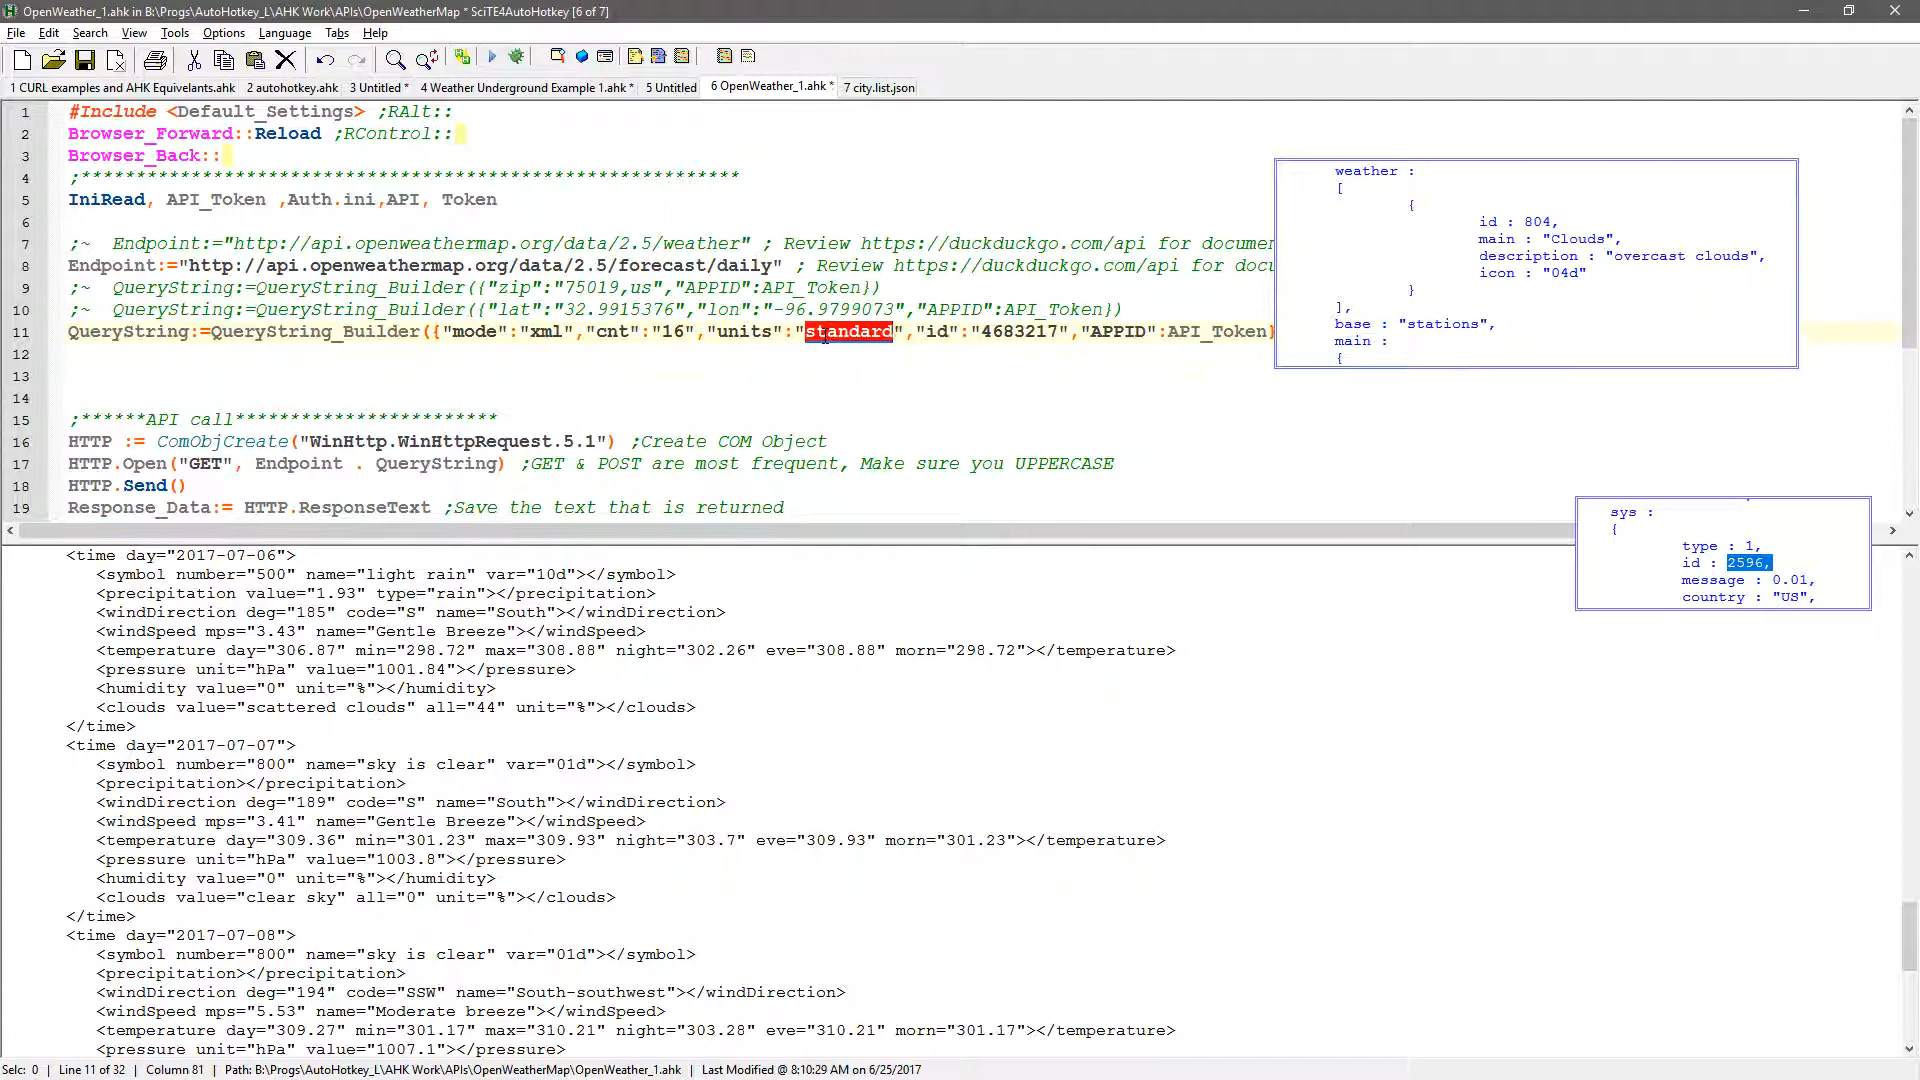 OpenWeather_1.ahk in B:\Progs\AutoHotkey_L\AHK Work\APIs\OpenWeatherMap * SciTE4AutoHotkey [6 of 7]
File Edit Search View Tools Options Language Tabs Help
1 CURL examples and AHK Equivelants.ahk 2 autohotkey.ahk 3 Untitled * 4 Weather Underground Example 1.ahk * 5 Untitled 6 OpenWeather_1.ahk * 7 city.list.json
1 #Include <Default_Settings> ;RAlt::
2 Browser_Forward::Reload ;RControl::
3 Browser_Back::
4 ;*************************************************************
5 IniRead, API_Token ,Auth.ini,API, Token
6
7 ;~ Endpoint:="http://api.openweathermap.org/data/2.5/weather" ; Review https://duckduckgo.com/api for documen
8 Endpoint:="http://api.openweathermap.org/data/2.5/forecast/daily" ; Review https://duckduckgo.com/api for docu
9 ;~ QueryString:=QueryString_Builder({"zip":"75019,us","APPID":API_Token})
10 ;~ QueryString:=QueryString_Builder({"lat":"32.9915376","lon":"-96.9799073","APPID":API_Token})
11 QueryString:=QueryString_Builder({"mode":"xml","cnt":"16","units":"standard","id":"4683217","APPID":API_Token}
12
13
14
15 ;******API call************************
16 HTTP := ComObjCreate("WinHttp.WinHttpRequest.5.1") ;Create COM Object
17 HTTP.Open("GET", Endpoint . QueryString) ;GET & POST are most frequent, Make sure you UPPERCASE
18 HTTP.Send()
19 Response_Data:= HTTP.ResponseText ;Save the text that is returned
weather :
[
{
id : 804,
main : "Clouds",
description : "overcast clouds",
icon : "04d"
}
],
base : "stations",
main :
{
sys :
{
type : 1,
id : 2596,
message : 0.01,
country : "US",
<time day="2017-07-06">
<symbol number="500" name="light rain" var="10d"></symbol>
<precipitation value="1.93" type="rain"></precipitation>
<windDirection deg="185" code="S" name="South"></windDirection>
<windSpeed mps="3.43" name="Gentle Breeze"></windSpeed>
<temperature day="306.87" min="298.72" max="308.88" night="302.26" eve="308.88" morn="298.72"></temperature>
<pressure unit="hPa" value="1001.84"></pressure>
<humidity value="0" unit="%"></humidity>
<clouds value="scattered clouds" all="44" unit="%"></clouds>
</time>
<time day="2017-07-07">
<symbol number="800" name="sky is clear" var="01d"></symbol>
<precipitation></precipitation>
<windDirection deg="189" code="S" name="South"></windDirection>
<windSpeed mps="3.41" name="Gentle Breeze"></windSpeed>
<temperature day="309.36" min="301.23" max="309.93" night="303.7" eve="309.93" morn="301.23"></temperature>
<pressure unit="hPa" value="1003.8"></pressure>
<humidity value="0" unit="%"></humidity>
<clouds value="clear sky" all="0" unit="%"></clouds>
</time>
<time day="2017-07-08">
<symbol number="800" name="sky is clear" var="01d"></symbol>
<precipitation></precipitation>
<windDirection deg="194" code="SSW" name="South-southwest"></windDirection>
<windSpeed mps="5.53" name="Moderate breeze"></windSpeed>
<temperature day="309.27" min="301.17" max="310.21" night="303.28" eve="310.21" morn="301.17"></temperature>
<pressure unit="hPa" value="1007.1"></pressure>
Selc: 0 | Line 11 of 32 | Column 81 | Path: B:\Progs\AutoHotkey_L\AHK Work\APIs\OpenWeatherMap\OpenWeather_1.ahk | Last Modified @ 8:10:29 AM on 6/25/2017